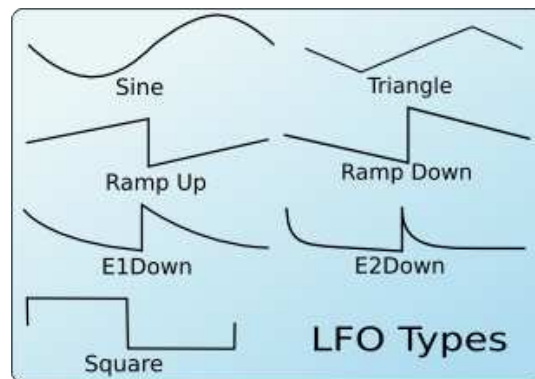 Sine
Triangle
Ramp Up
Ramp Down
E1Down
E2Down
Square
LFO Types